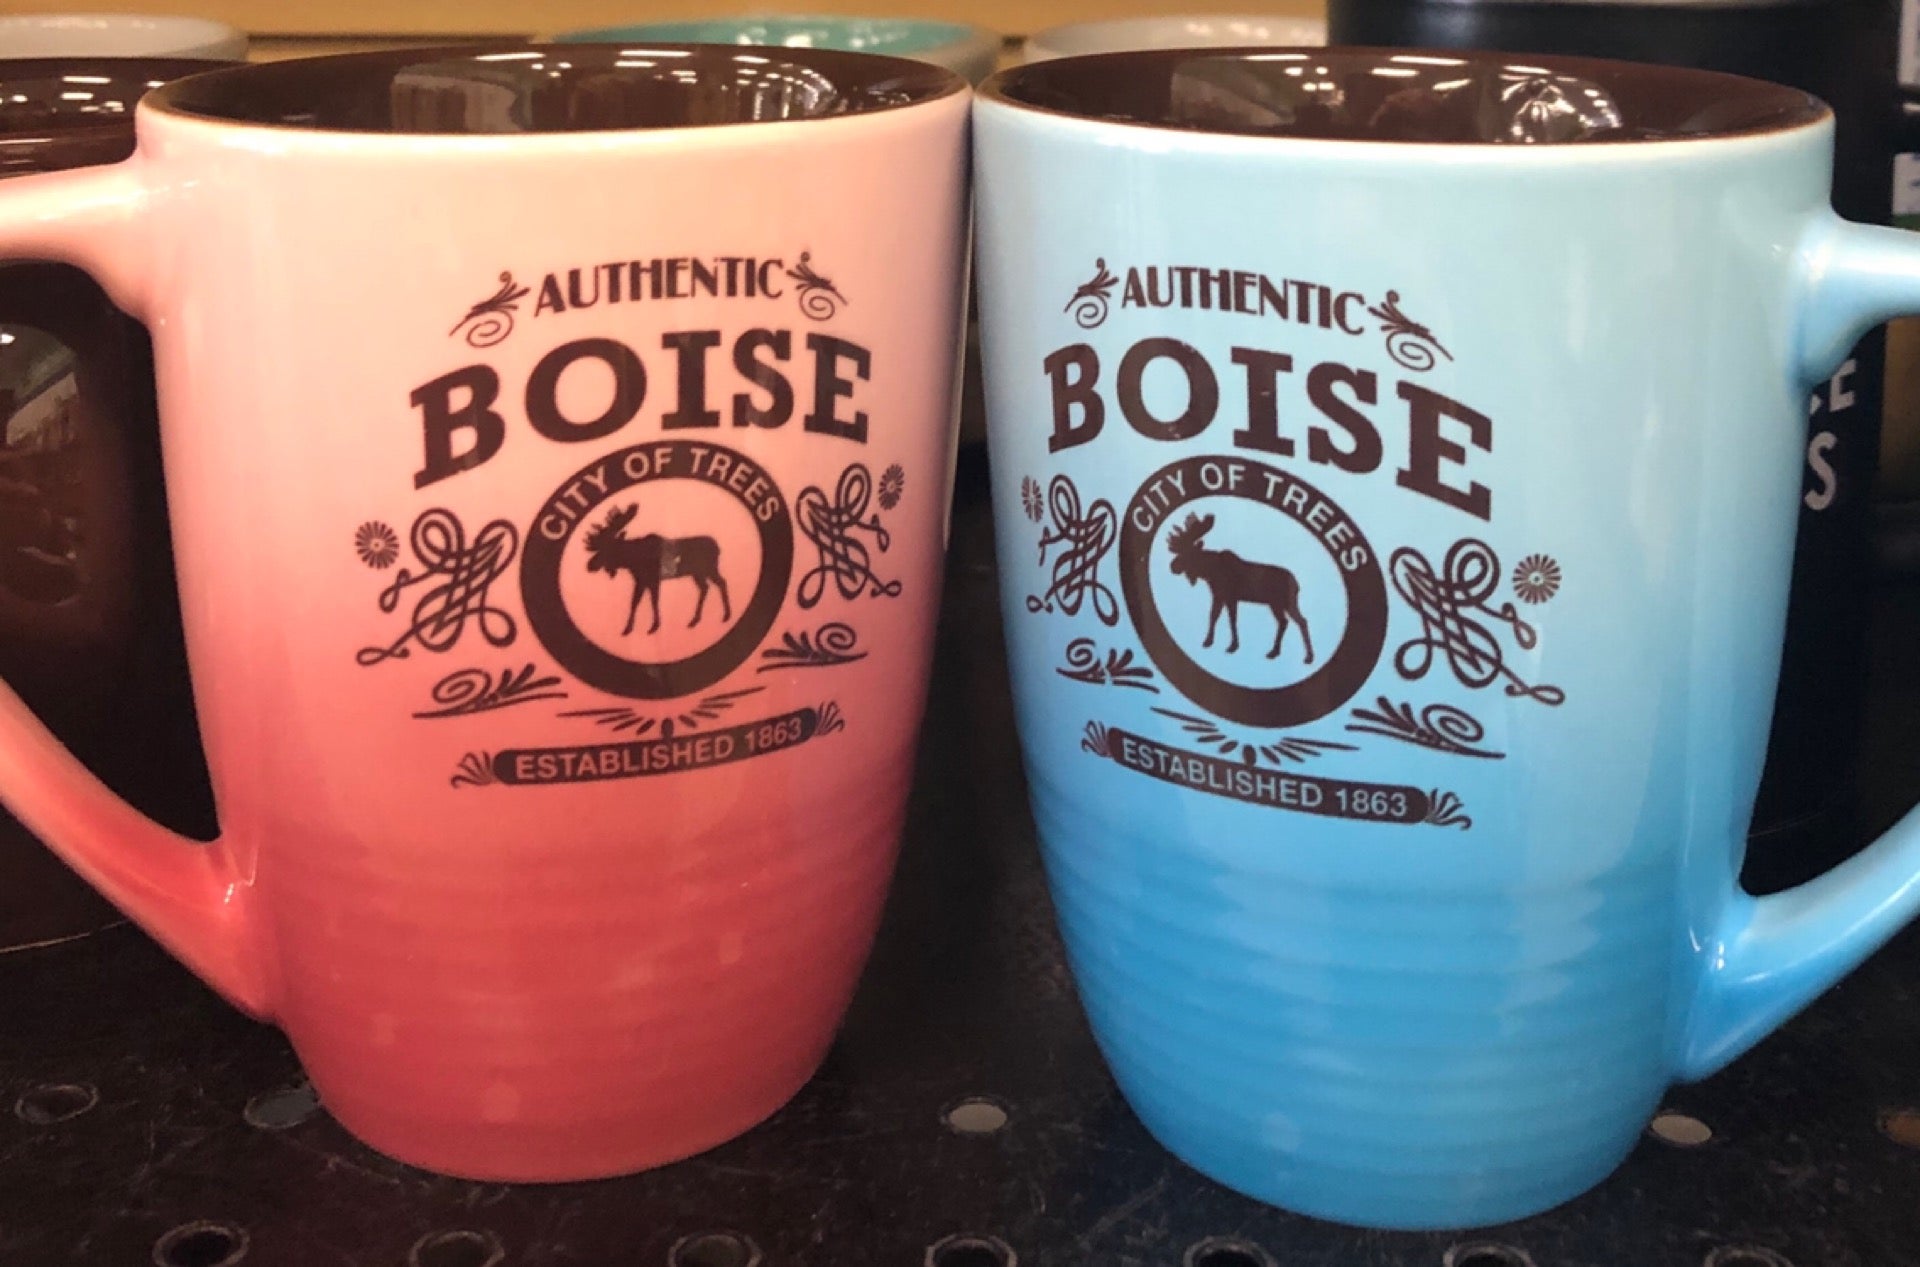 AUTHENTIC
BOISE
CITY OF TREES
ESTABLISHED 1863
AUTHENTIC
BOISE
CITY OF TREES
ESTABLISHED 1863
E
S